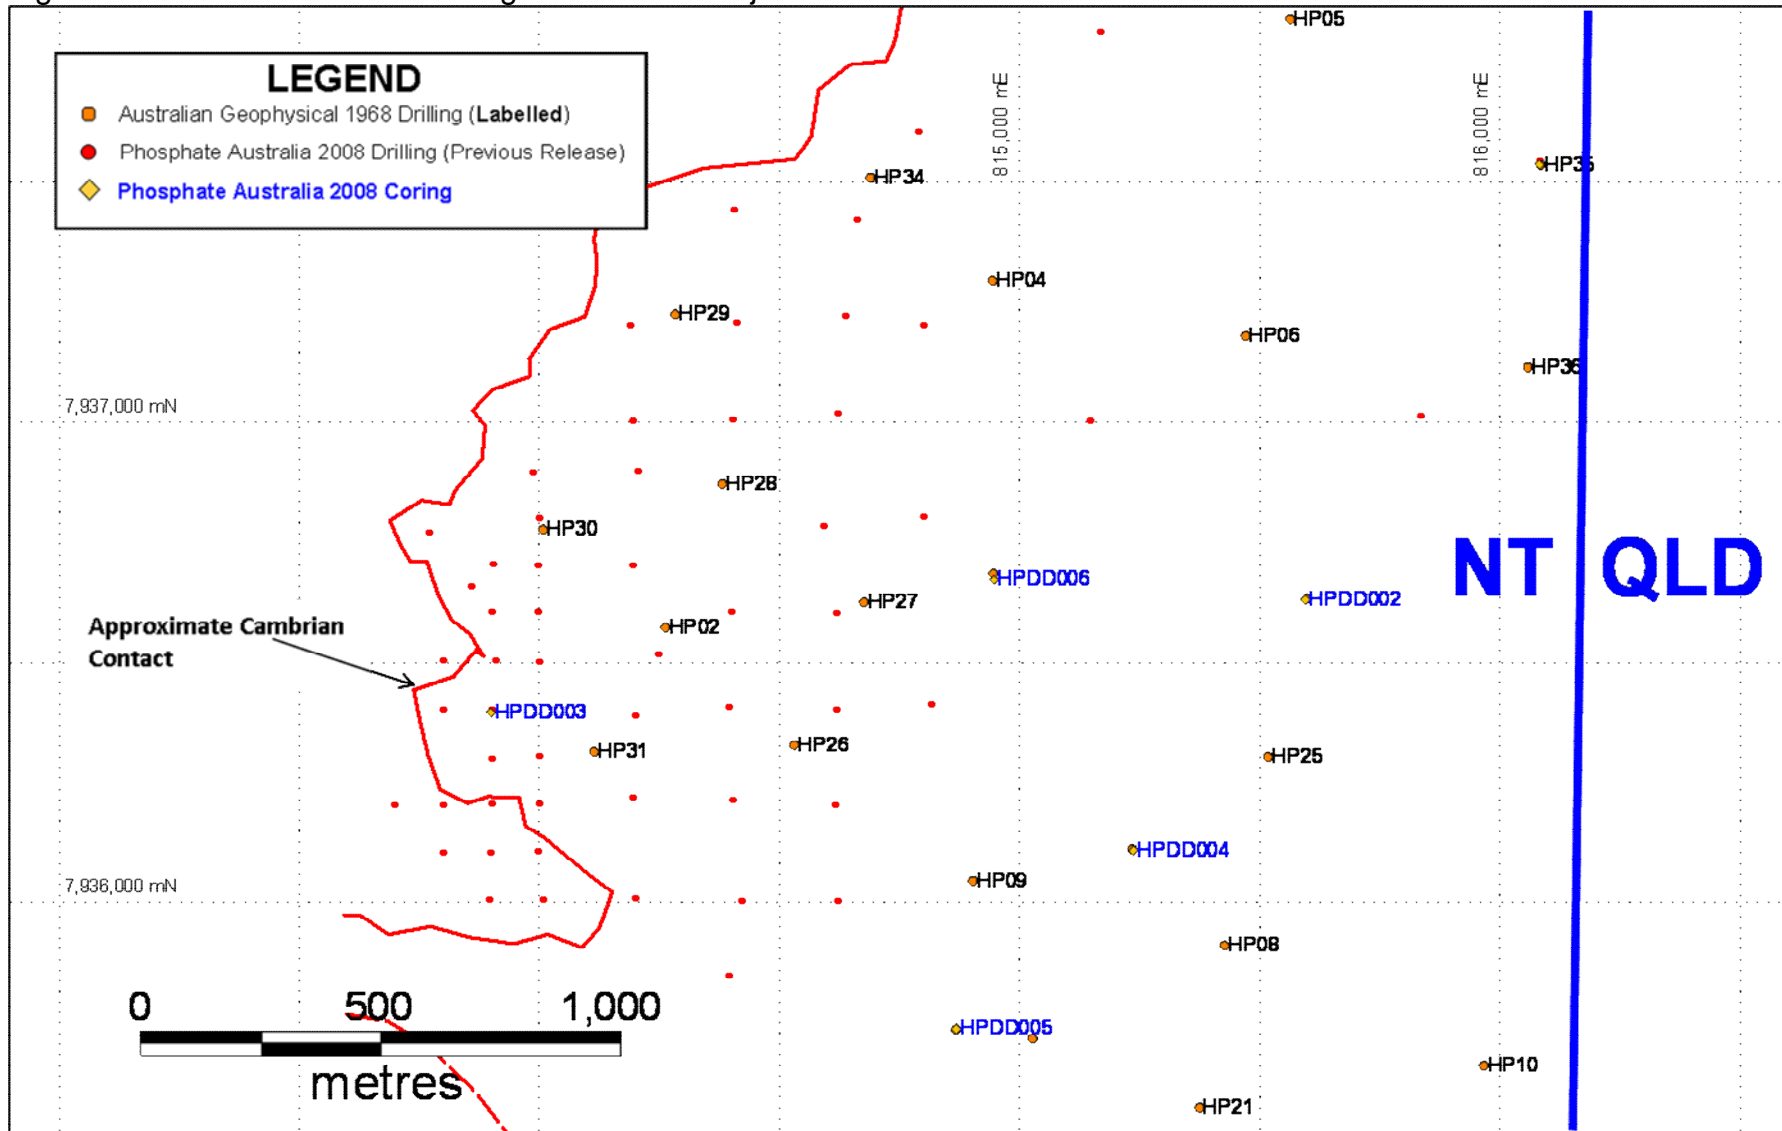 HP05
LEGEND
Australian Geophysical 1968 Drilling (Labelled)
Phosphate Australia 2008 Drilling (Previous Release)
Phosphate Australia 2008 Coring
815,000 mE
816,000 mE
HP35
HP34
HP04
HP29
HP06
HP36
7,937,000 mN
HP28
HP30
NT QLD
HPDD006
HPDD002
HP27
HP02
Approximate Cambrian
Contact
HPDD003
HP26
HP31
HP25
HPDD004
HP09
7,936,000 mN
HP08
0 500 1,000
metres
HPDD005
HP10
HP21